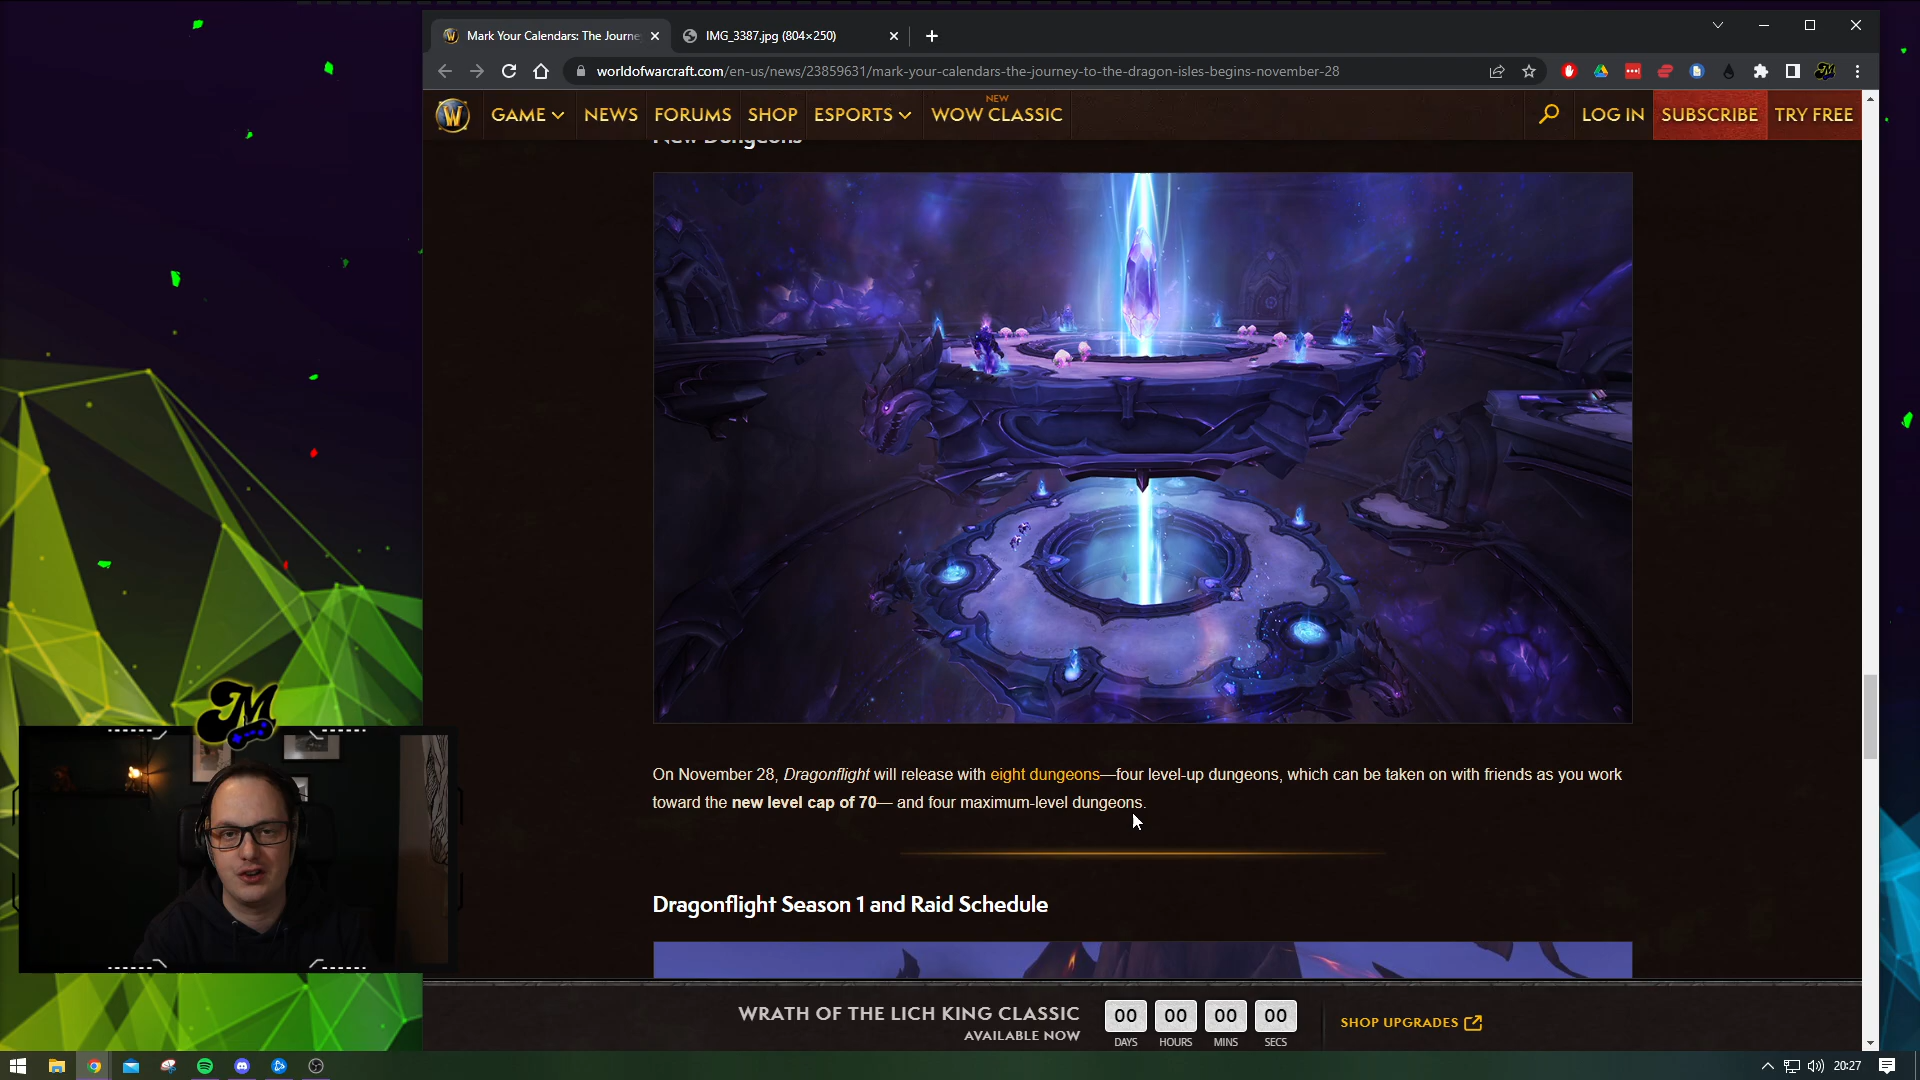 Mark Your Calendars: The Journe
IMG_3387.jpg (804×250)
worldofwarcraft.com/en-us/news/23859631/mark-your-calendars-the-journey-to-the-dragon-isles-begins-november-28
NEW
GAME NEWS FORUMS SHOP ESPORTS WOW CLASSIC LOG IN SUBSCRIBE TRY FREE
New Dungeons
On November 28, Dragonflight will release with eight dungeons—four level-up dungeons, which can be taken on with friends as you work
toward the new level cap of 70— and four maximum-level dungeons.
Dragonflight Season 1 and Raid Schedule
WRATH OF THE LICH KING CLASSIC
AVAILABLE NOW
00 00 00 00
DAYS HOURS MINS SECS
SHOP UPGRADES
M
20:27